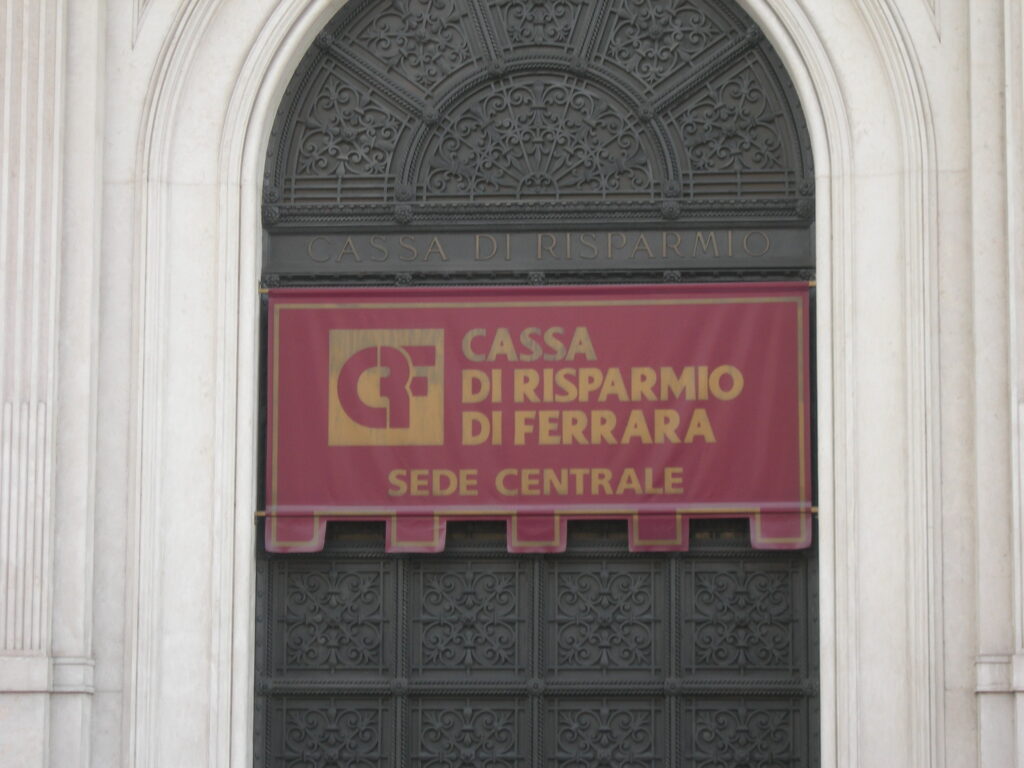 CASSA DI RISPARMIO
CRF
CASSA
DI RISPARMIO
DI FERRARA
SEDE CENTRALE